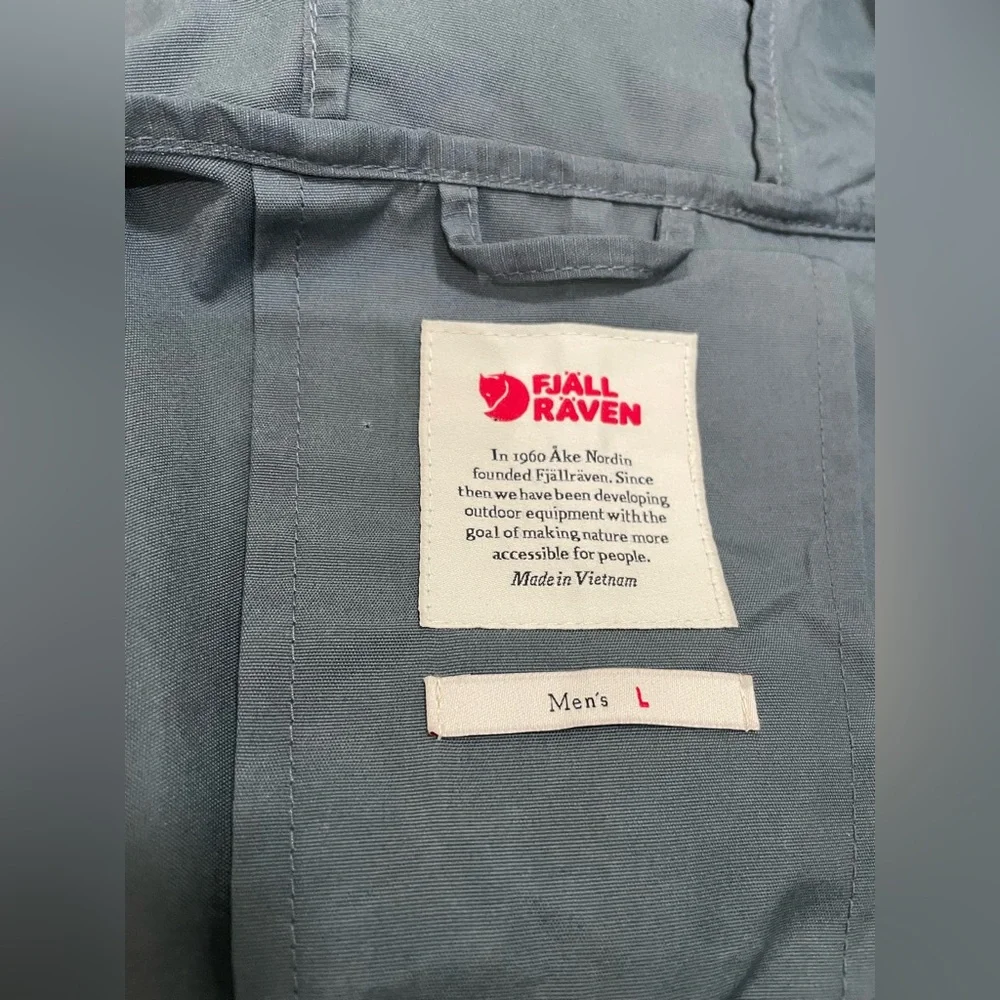 FJÄLL
RÄVEN
In 1960 Åke Nordin
founded Fjällräven. Since
then we have been developing
outdoor equipment with the
goal of making nature more
accessible for people.
Made in Vietnam
Men's L